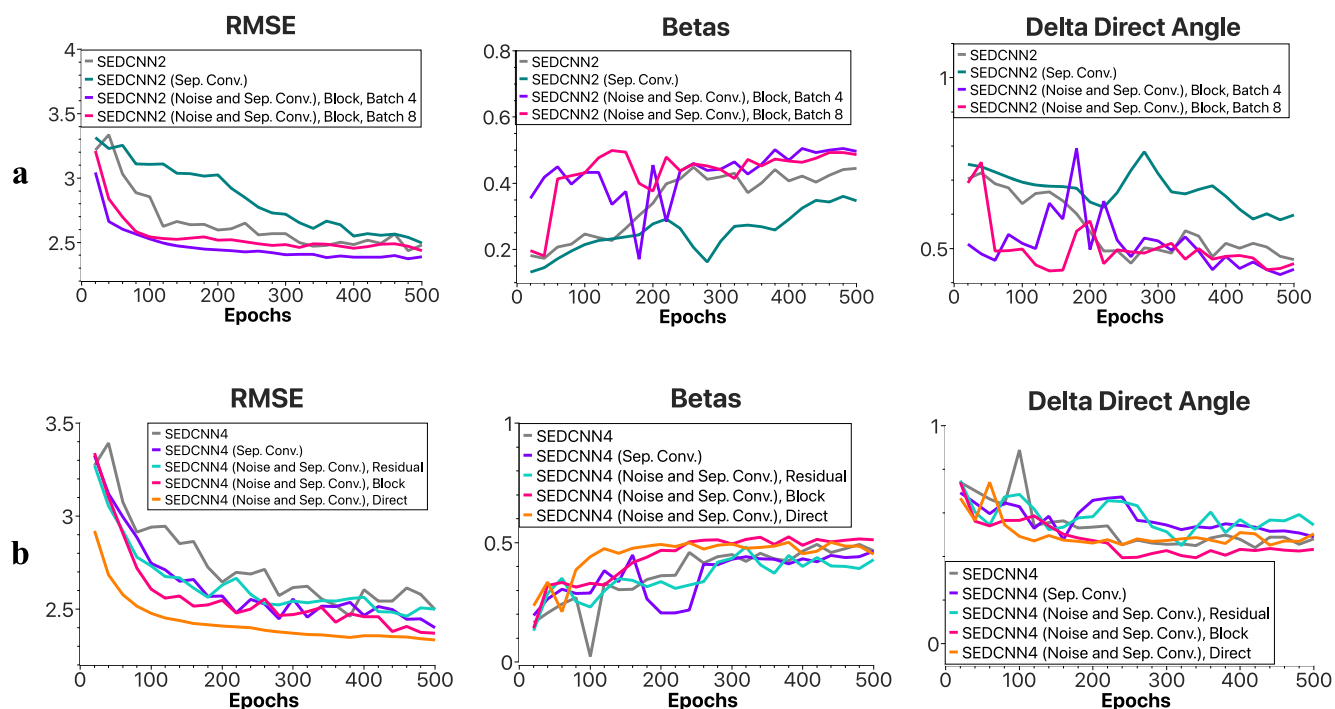 a
RMSE
4
3.5
3
2.5
SEDCNN2
SEDCNN2 (Sep. Conv.)
SEDCNN2 (Noise and Sep. Conv.), Block, Batch 4
SEDCNN2 (Noise and Sep. Conv.), Block, Batch 8
0 100 200 300 400 500
Epochs
Betas
0.8
0.6
0.4
0.2
SEDCNN2
SEDCNN2 (Sep. Conv.)
SEDCNN2 (Noise and Sep. Conv.), Block, Batch 4
SEDCNN2 (Noise and Sep. Conv.), Block, Batch 8
0 100 200 300 400 500
Epochs
Delta Direct Angle
1
0.5
SEDCNN2
SEDCNN2 (Sep. Conv.)
SEDCNN2 (Noise and Sep. Conv.), Block, Batch 4
SEDCNN2 (Noise and Sep. Conv.), Block, Batch 8
0 100 200 300 400 500
Epochs
b
RMSE
3.5
3
2.5
SEDCNN4
SEDCNN4 (Sep. Conv.)
SEDCNN4 (Noise and Sep. Conv.), Residual
SEDCNN4 (Noise and Sep. Conv.), Block
SEDCNN4 (Noise and Sep. Conv.), Direct
0 100 200 300 400 500
Epochs
Betas
1
0.5
0
SEDCNN4
SEDCNN4 (Sep. Conv.)
SEDCNN4 (Noise and Sep. Conv.), Residual
SEDCNN4 (Noise and Sep. Conv.), Block
SEDCNN4 (Noise and Sep. Conv.), Direct
0 100 200 300 400 500
Epochs
Delta Direct Angle
1
0.5
0
SEDCNN4
SEDCNN4 (Sep. Conv.)
SEDCNN4 (Noise and Sep. Conv.), Residual
SEDCNN4 (Noise and Sep. Conv.), Block
SEDCNN4 (Noise and Sep. Conv.), Direct
0 100 200 300 400 500
Epochs